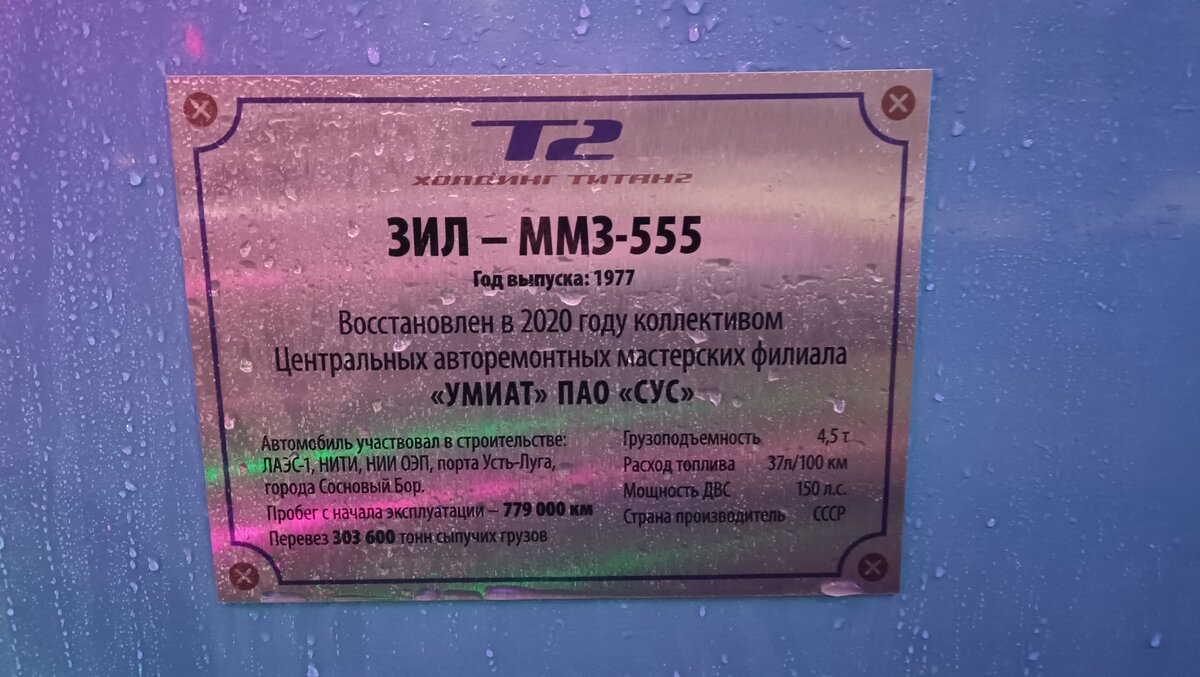 T2
ХОЛДИНГ ТИТАН2
ЗИЛ – ММЗ-555
Год выпуска: 1977
Восстановлен в 2020 году коллективом
Центральных авторемонтных мастерских филиала
«УМИАТ» ПАО «СУС»
Автомобиль участвовал в строительстве:
ЛАЭС-1, НИТИ, НИИ ОЭП, порта Усть-Луга,
города Сосновый Бор.
Пробег с начала эксплуатации – 779 000 км
Перевез 303 600 тонн сыпучих грузов
Грузоподъемность 4,5 т
Расход топлива 37л/100 км
Мощность ДВС 150 л.с.
Страна производитель СССР